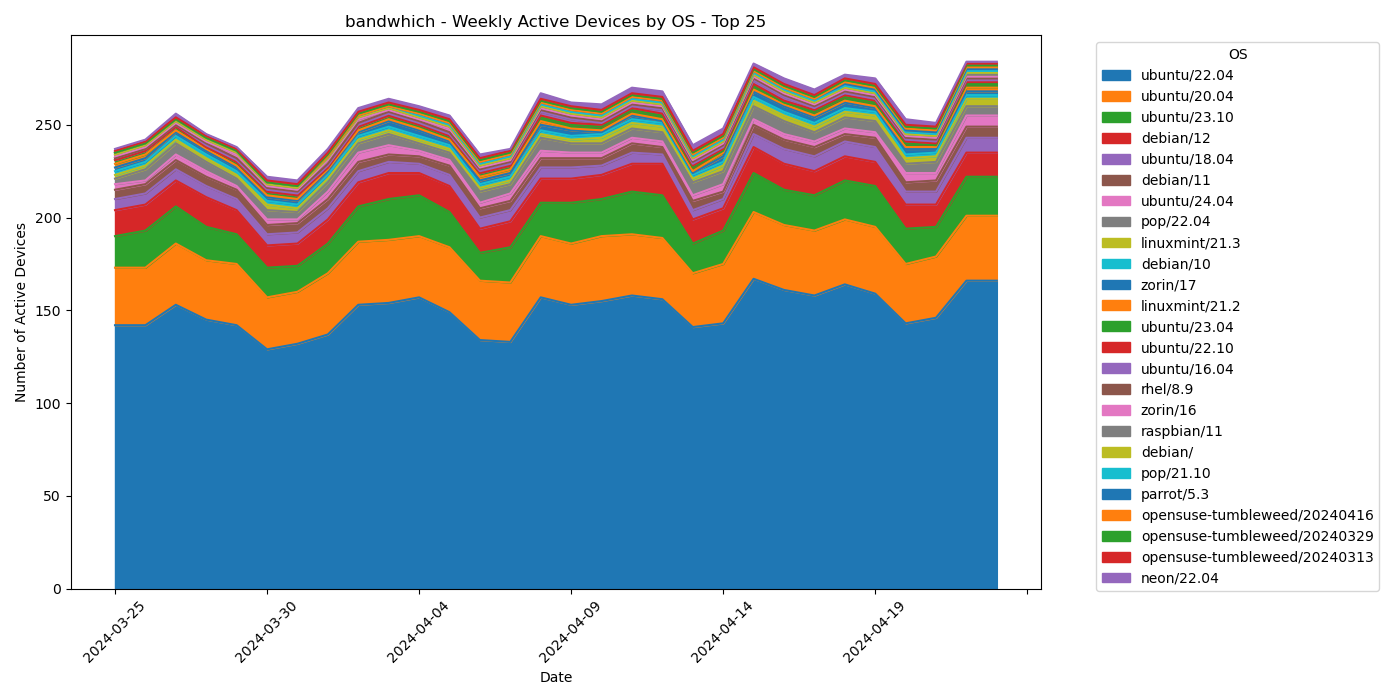 bandwhich - Weekly Active Devices by OS - Top 25
Number of Active Devices
250
200
150
100
50
0
2024-03-25
2024-03-30
2024-04-04
2024-04-09
2024-04-14
2024-04-19
Date
OS
ubuntu/22.04
ubuntu/20.04
ubuntu/23.10
debian/12
ubuntu/18.04
debian/11
ubuntu/24.04
pop/22.04
linuxmint/21.3
debian/10
zorin/17
linuxmint/21.2
ubuntu/23.04
ubuntu/22.10
ubuntu/16.04
rhel/8.9
zorin/16
raspbian/11
debian/
pop/21.10
parrot/5.3
opensuse-tumbleweed/20240416
opensuse-tumbleweed/20240329
opensuse-tumbleweed/20240313
neon/22.04